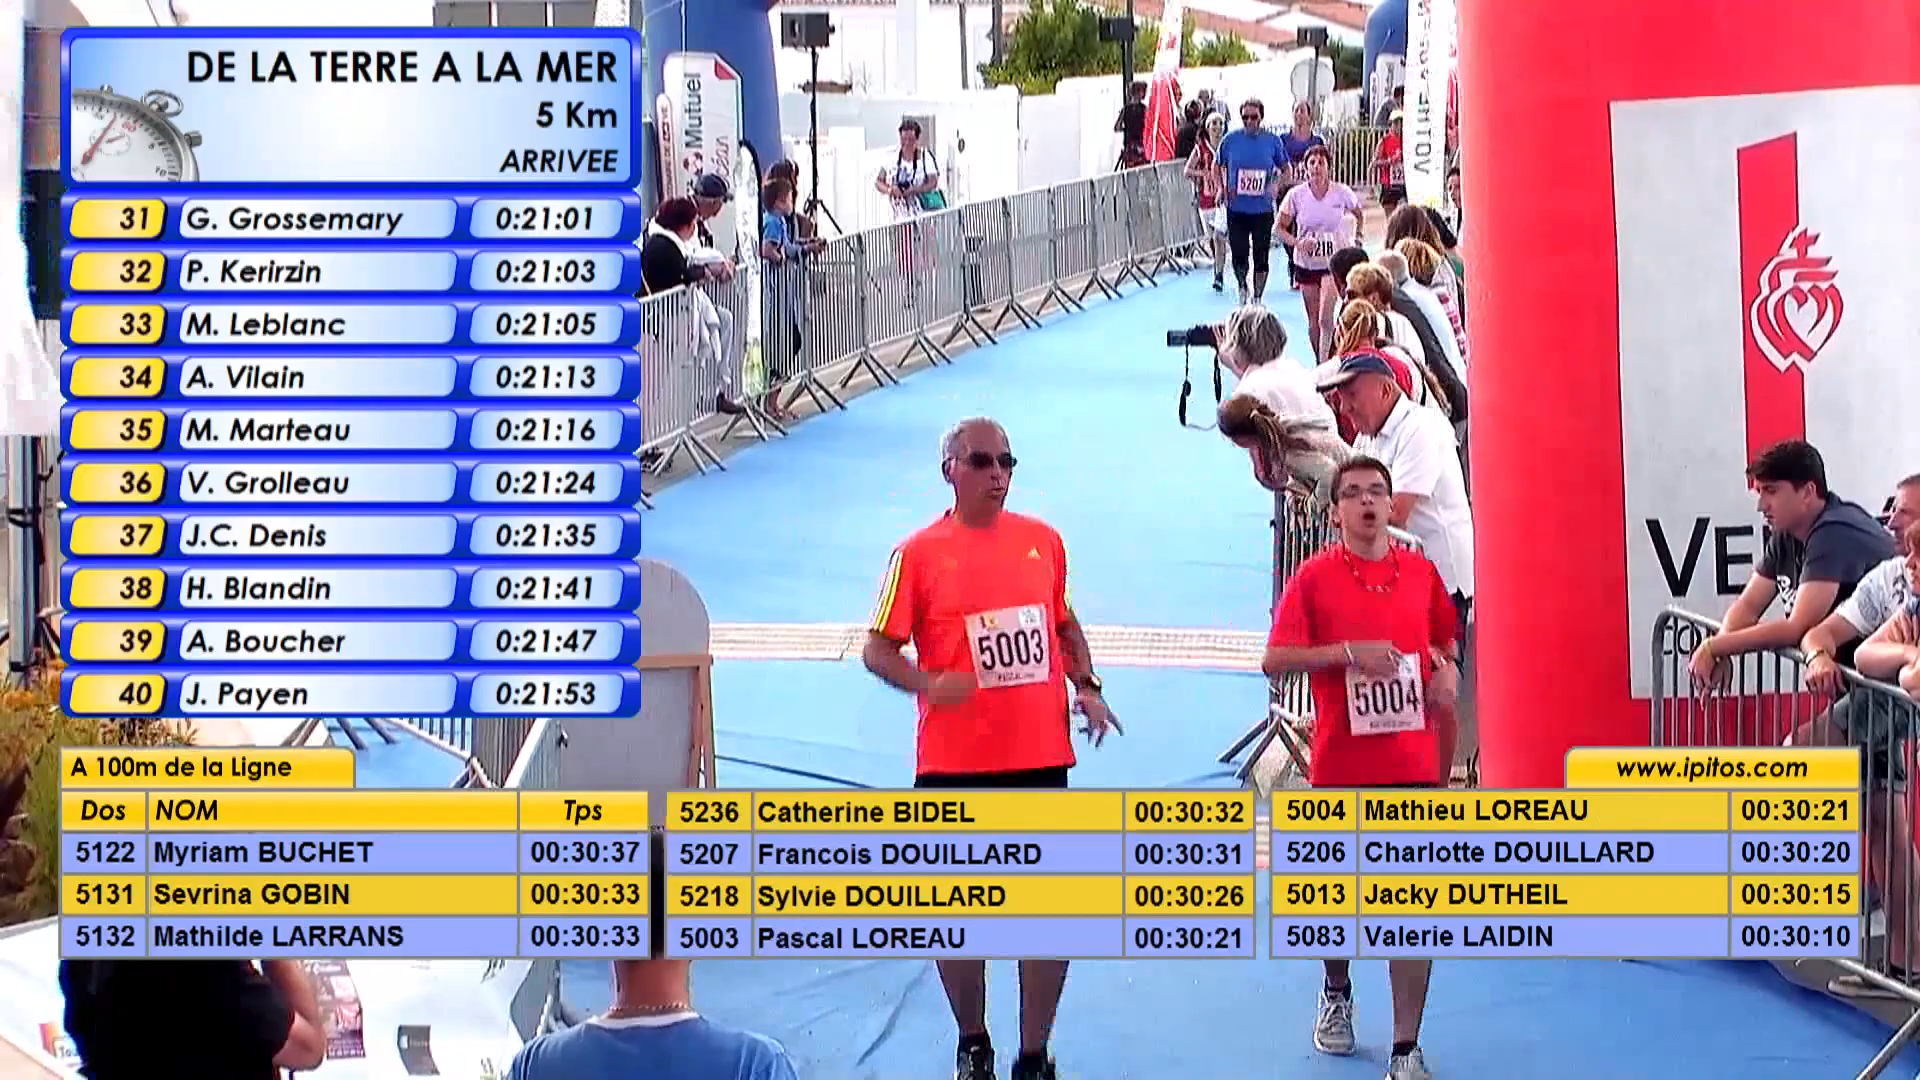 DE LA TERRE A LA MER
5 Km
ARRIVEE
31 G. Grossemary 0:21:01
32 P. Kerirzin 0:21:03
33 M. Leblanc 0:21:05
34 A. Vilain 0:21:13
35 M. Marteau 0:21:16
36 V. Grolleau 0:21:24
37 J.C. Denis 0:21:35
38 H. Blandin 0:21:41
39 A. Boucher 0:21:47
40 J. Payen 0:21:53
Mutuel
5207
5218
5003
5004
VE
A 100m de la Ligne
www.ipitos.com
Dos NOM Tps
5122 Myriam BUCHET 00:30:37
5131 Sevrina GOBIN 00:30:33
5132 Mathilde LARRANS 00:30:33
5236 Catherine BIDEL 00:30:32
5207 Francois DOUILLARD 00:30:31
5218 Sylvie DOUILLARD 00:30:26
5003 Pascal LOREAU 00:30:21
5004 Mathieu LOREAU 00:30:21
5206 Charlotte DOUILLARD 00:30:20
5013 Jacky DUTHEIL 00:30:15
5083 Valerie LAIDIN 00:30:10